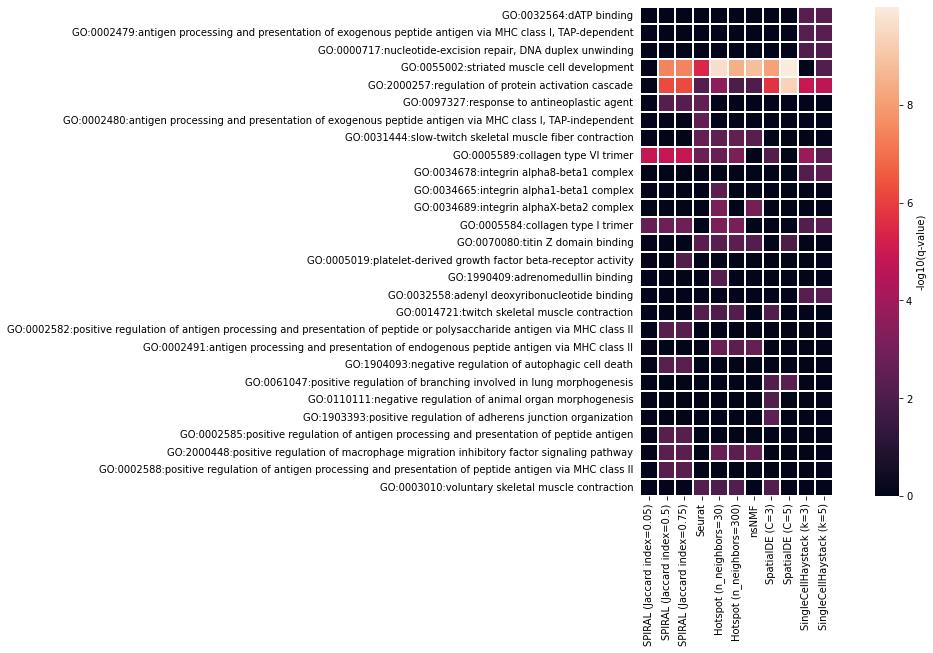 GO:0032564:dATP binding
GO:0002479:antigen processing and presentation of exogenous peptide antigen via MHC class I, TAP-dependent
GO:0000717:nucleotide-excision repair, DNA duplex unwinding
GO:0055002:striated muscle cell development
GO:2000257:regulation of protein activation cascade
GO:0097327:response to antineoplastic agent
GO:0002480:antigen processing and presentation of exogenous peptide antigen via MHC class I, TAP-independent
GO:0031444:slow-twitch skeletal muscle fiber contraction
GO:0005589:collagen type VI trimer
GO:0034678:integrin alpha8-beta1 complex
GO:0034665:integrin alpha1-beta1 complex
GO:0034689:integrin alphaX-beta2 complex
GO:0005584:collagen type I trimer
GO:0070080:titin Z domain binding
GO:0005019:platelet-derived growth factor beta-receptor activity
GO:1990409:adrenomedullin binding
GO:0032558:adenyl deoxyribonucleotide binding
GO:0014721:twitch skeletal muscle contraction
GO:0002582:positive regulation of antigen processing and presentation of peptide or polysaccharide antigen via MHC class II
GO:0002491:antigen processing and presentation of endogenous peptide antigen via MHC class II
GO:1904093:negative regulation of autophagic cell death
GO:0061047:positive regulation of branching involved in lung morphogenesis
GO:0110111:negative regulation of animal organ morphogenesis
GO:1903393:positive regulation of adherens junction organization
GO:0002585:positive regulation of antigen processing and presentation of peptide antigen
GO:2000448:positive regulation of macrophage migration inhibitory factor signaling pathway
GO:0002588:positive regulation of antigen processing and presentation of peptide antigen via MHC class II
GO:0003010:voluntary skeletal muscle contraction
SPIRAL (Jaccard index=0.05)
SPIRAL (Jaccard index=0.5)
SPIRAL (Jaccard index=0.75)
Seurat
Hotspot (n_neighbors=30)
Hotspot (n_neighbors=300)
nsNMF
SpatialDE (C=3)
SpatialDE (C=5)
SingleCellHaystack (k=3)
SingleCellHaystack (k=5)
8
6
4
2
0
-log10(q-value)